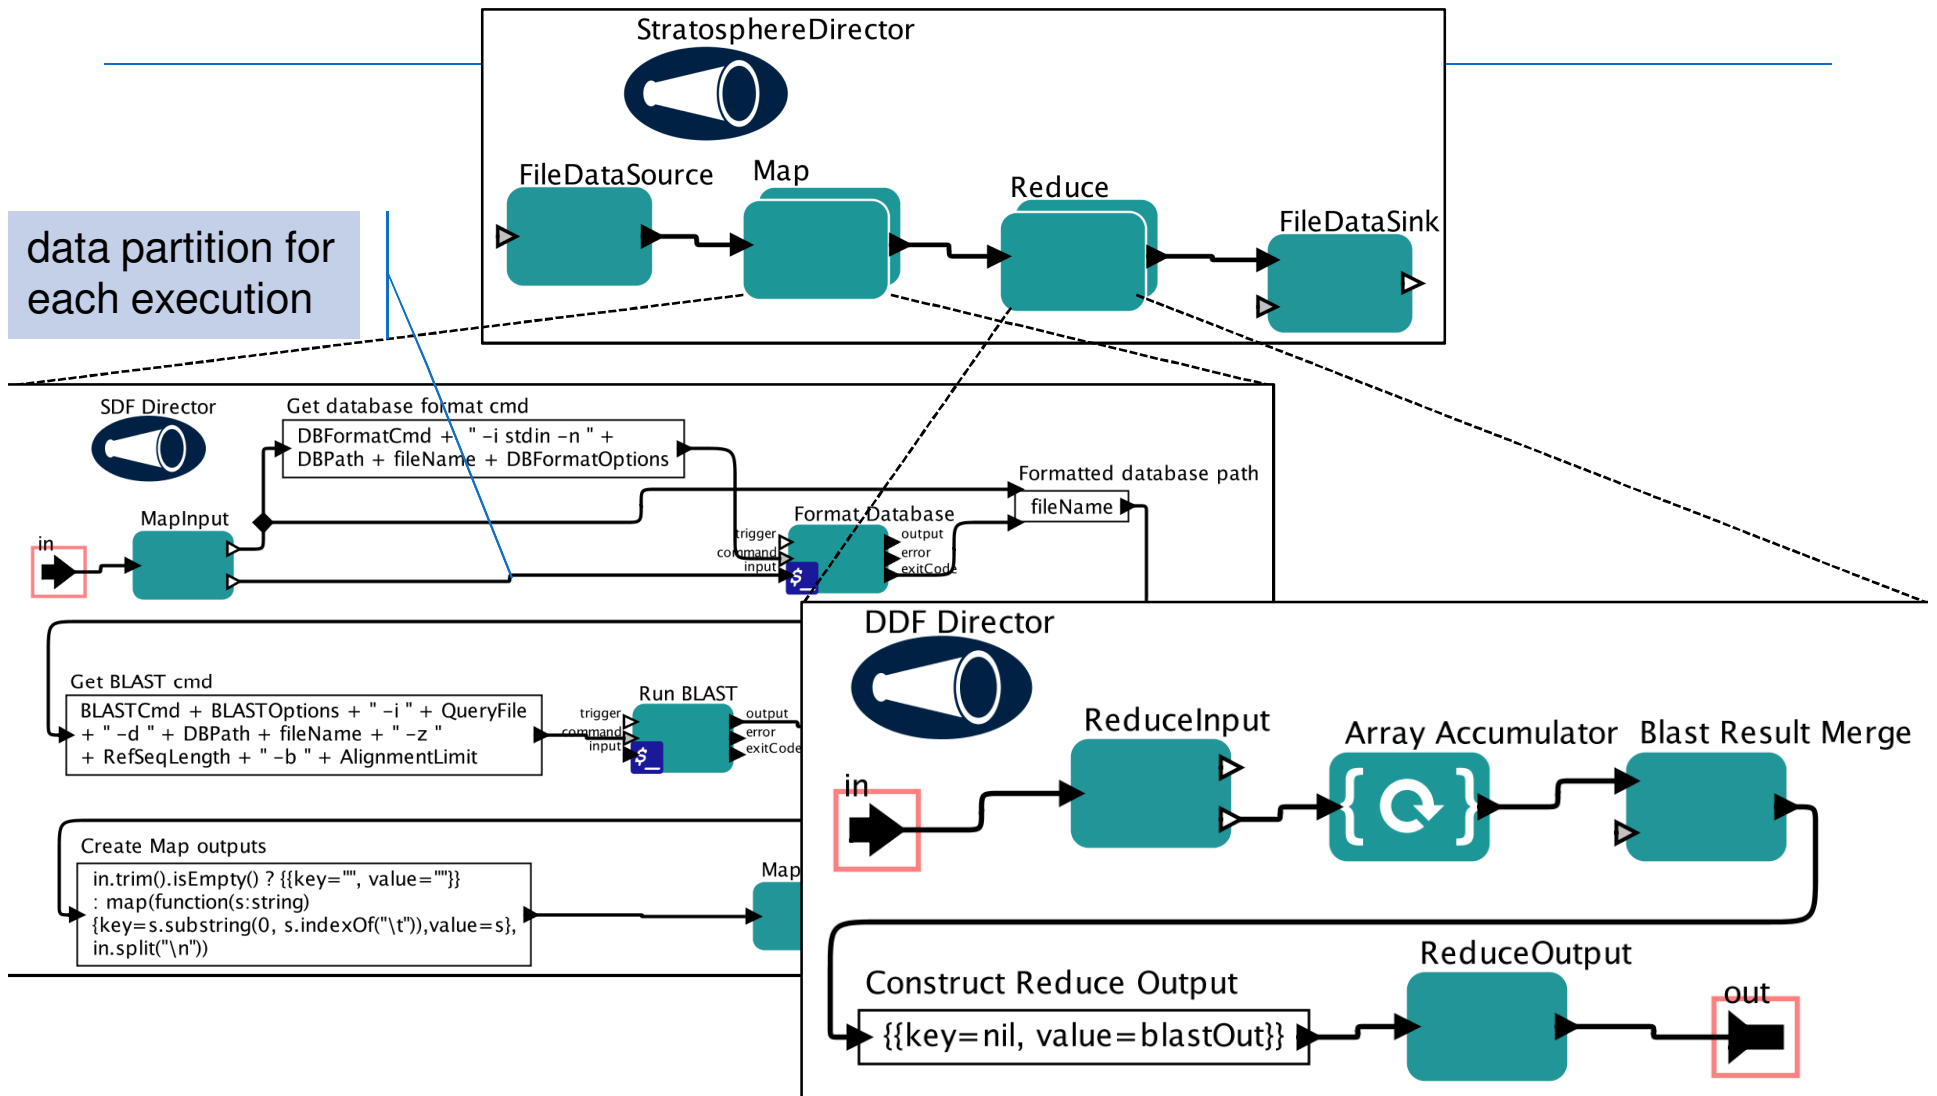 StratosphereDirector
FileDataSource
Map
Reduce
FileDataSink
data partition for
each execution
SDF Director
Get database format cmd
DBFormatCmd + " -i stdin -n " +
DBPath + fileName + DBFormatOptions
Formatted database path
fileName
MapInput
in
Format Database
trigger
command
input
$_
output
error
exitCode
Get BLAST cmd
BLASTCmd + BLASTOptions + " -i " + QueryFile
+ " -d " + DBPath + fileName + " -z "
+ RefSeqLength + " -b " + AlignmentLimit
Run BLAST
trigger
command
input
$_
output
error
exitCode
Create Map outputs
in.trim().isEmpty() ? {{key="", value=""}}
: map(function(s:string)
{key=s.substring(0, s.indexOf("\t")),value=s},
in.split("\n"))
Map
DDF Director
in
ReduceInput
Array Accumulator
{ }
Blast Result Merge
Construct Reduce Output
{{key=nil, value=blastOut}}
ReduceOutput
out